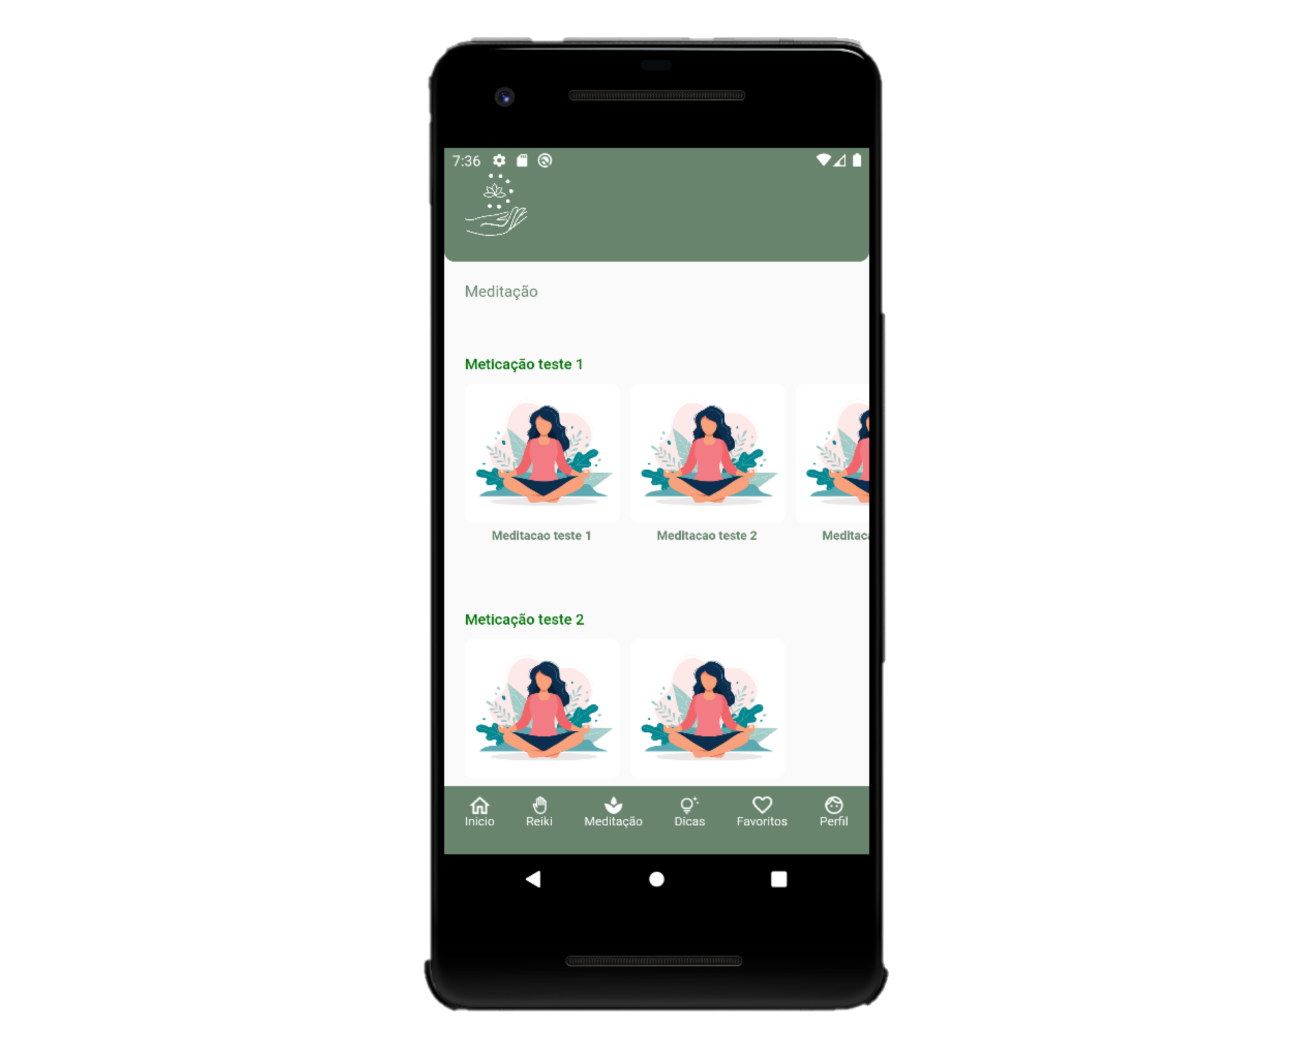 7:36
Meditação
Meticação teste 1
Meditacao teste 1 Meditacao teste 2 Meditac
Meticação teste 2
Inicio Reiki Meditação Dicas Favoritos Perfil